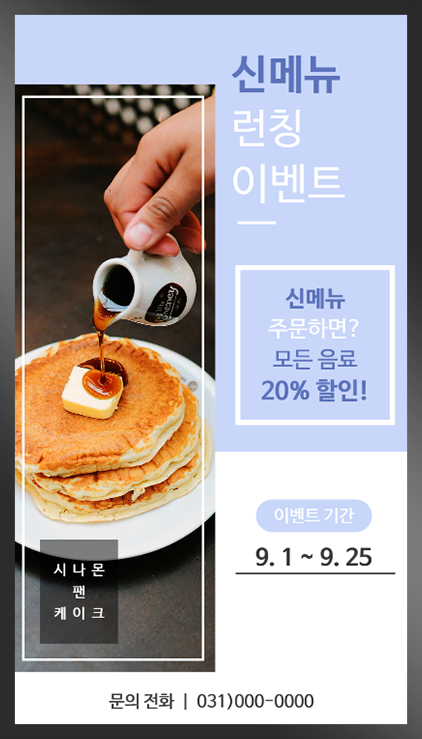 신메뉴
런칭
이벤트
신메뉴
주문하면?
모든 음료
20% 할인!
이벤트 기간
9. 1 ~ 9. 25
시나몬
팬
케이크
문의 전화 | 031)000-0000